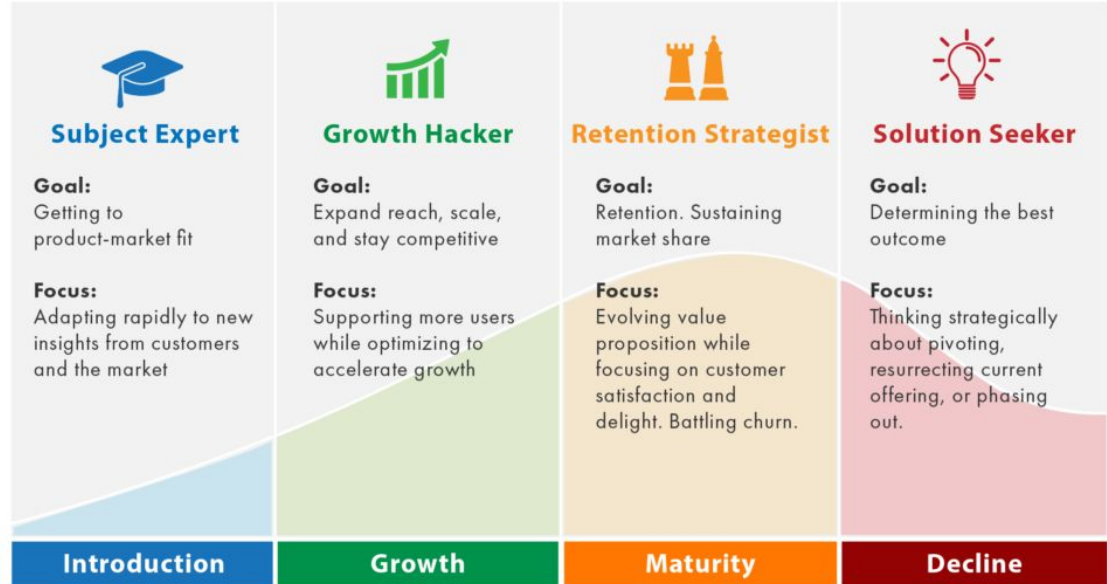 Subject Expert
Goal:
Getting to
product-market fit
Focus:
Adapting rapidly to new
insights from customers
and the market
Introduction
Growth Hacker
Goal:
Expand reach, scale,
and stay competitive
Focus:
Supporting more users
while optimizing to
accelerate growth
Growth
Retention Strategist
Goal:
Retention. Sustaining
market share
Focus:
Evolving value
proposition while
focusing on customer
satisfaction and
delight. Battling churn.
Maturity
Solution Seeker
Goal:
Determining the best
outcome
Focus:
Thinking strategically
about pivoting,
resurrecting current
offering, or phasing
out.
Decline